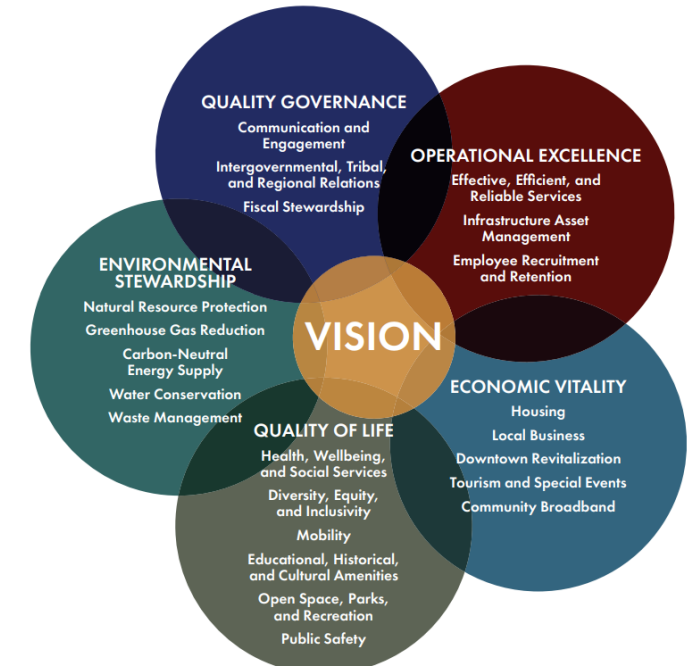 QUALITY GOVERNANCE
Communication and
Engagement
Intergovernmental, Tribal,
and Regional Relations
Fiscal Stewardship
OPERATIONAL EXCELLENCE
Effective, Efficient, and
Reliable Services
Infrastructure Asset
Management
Employee Recruitment
and Retention
ENVIRONMENTAL
STEWARDSHIP
Natural Resource Protection
Greenhouse Gas Reduction
Carbon-Neutral
Energy Supply
Water Conservation
Waste Management
VISION
ECONOMIC VITALITY
Housing
Local Business
Downtown Revitalization
Tourism and Special Events
Community Broadband
QUALITY OF LIFE
Health, Wellbeing,
and Social Services
Diversity, Equity,
and Inclusivity
Mobility
Educational, Historical,
and Cultural Amenities
Open Space, Parks,
and Recreation
Public Safety